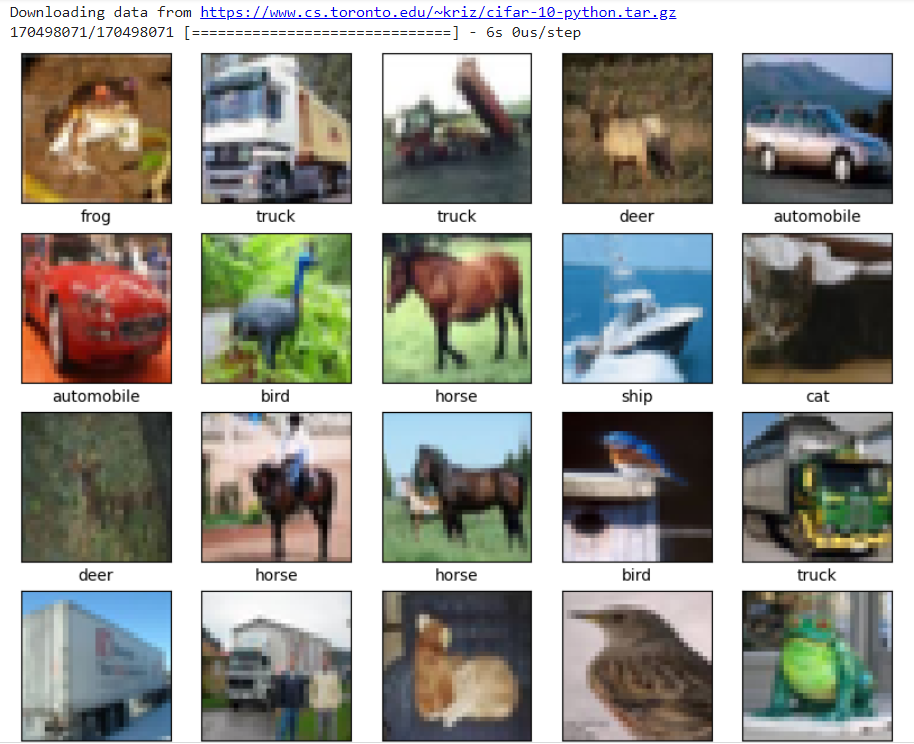 Downloading data from https://www.cs.toronto.edu/~kriz/cifar-10-python.tar.gz
170498071/170498071 [==============================] - 6s 0us/step
frog truck truck deer automobile
automobile bird horse ship cat
deer horse horse bird truck